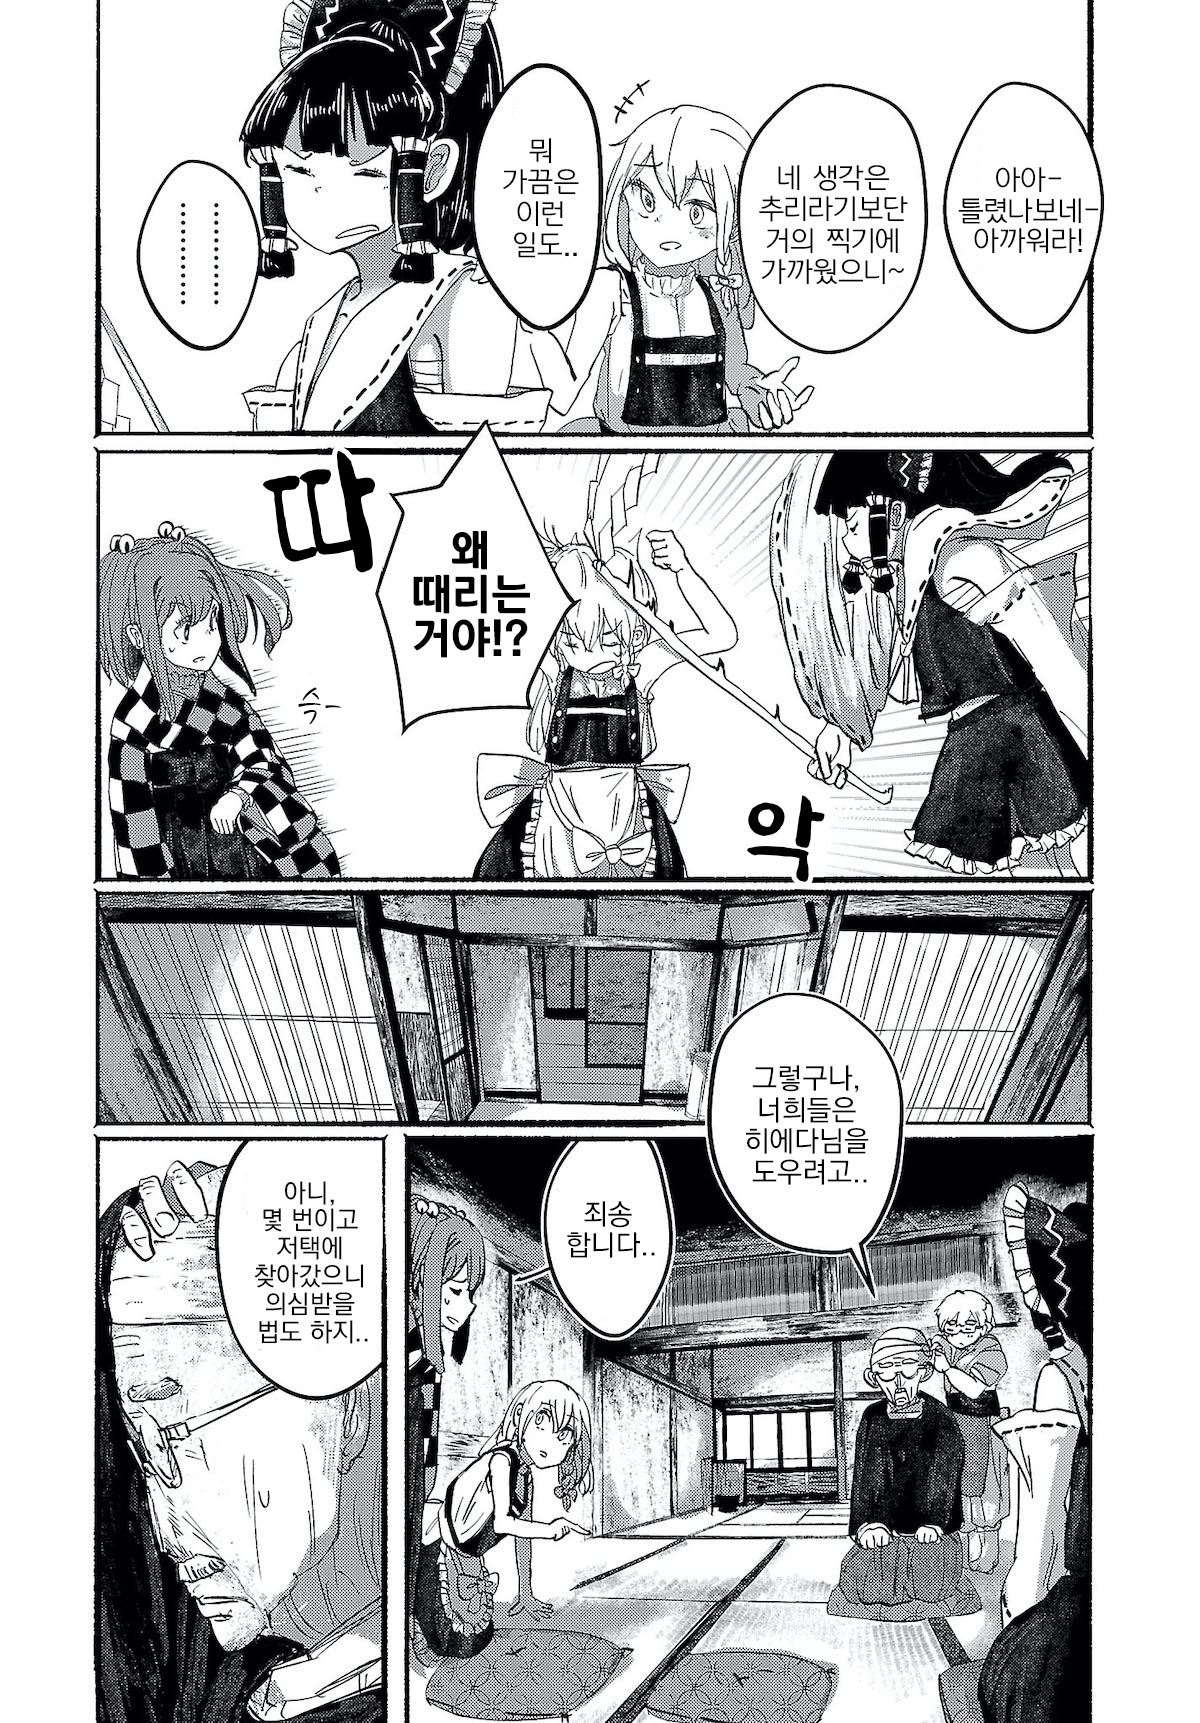 아아-
틀렸나보네-
아까워라!
네 생각은
추리라기보단
거의 찍기에
가까웠으니~
뭐
가끔은
이런
일도..
………
………
따
악
왜
때리는
거야!?
슥-
그렇구나,
너희들은
히에다님을
도우려고..
죄송
합니다..
아니,
몇 번이고
저택에
찾아갔으니
의심받을
법도 하지..